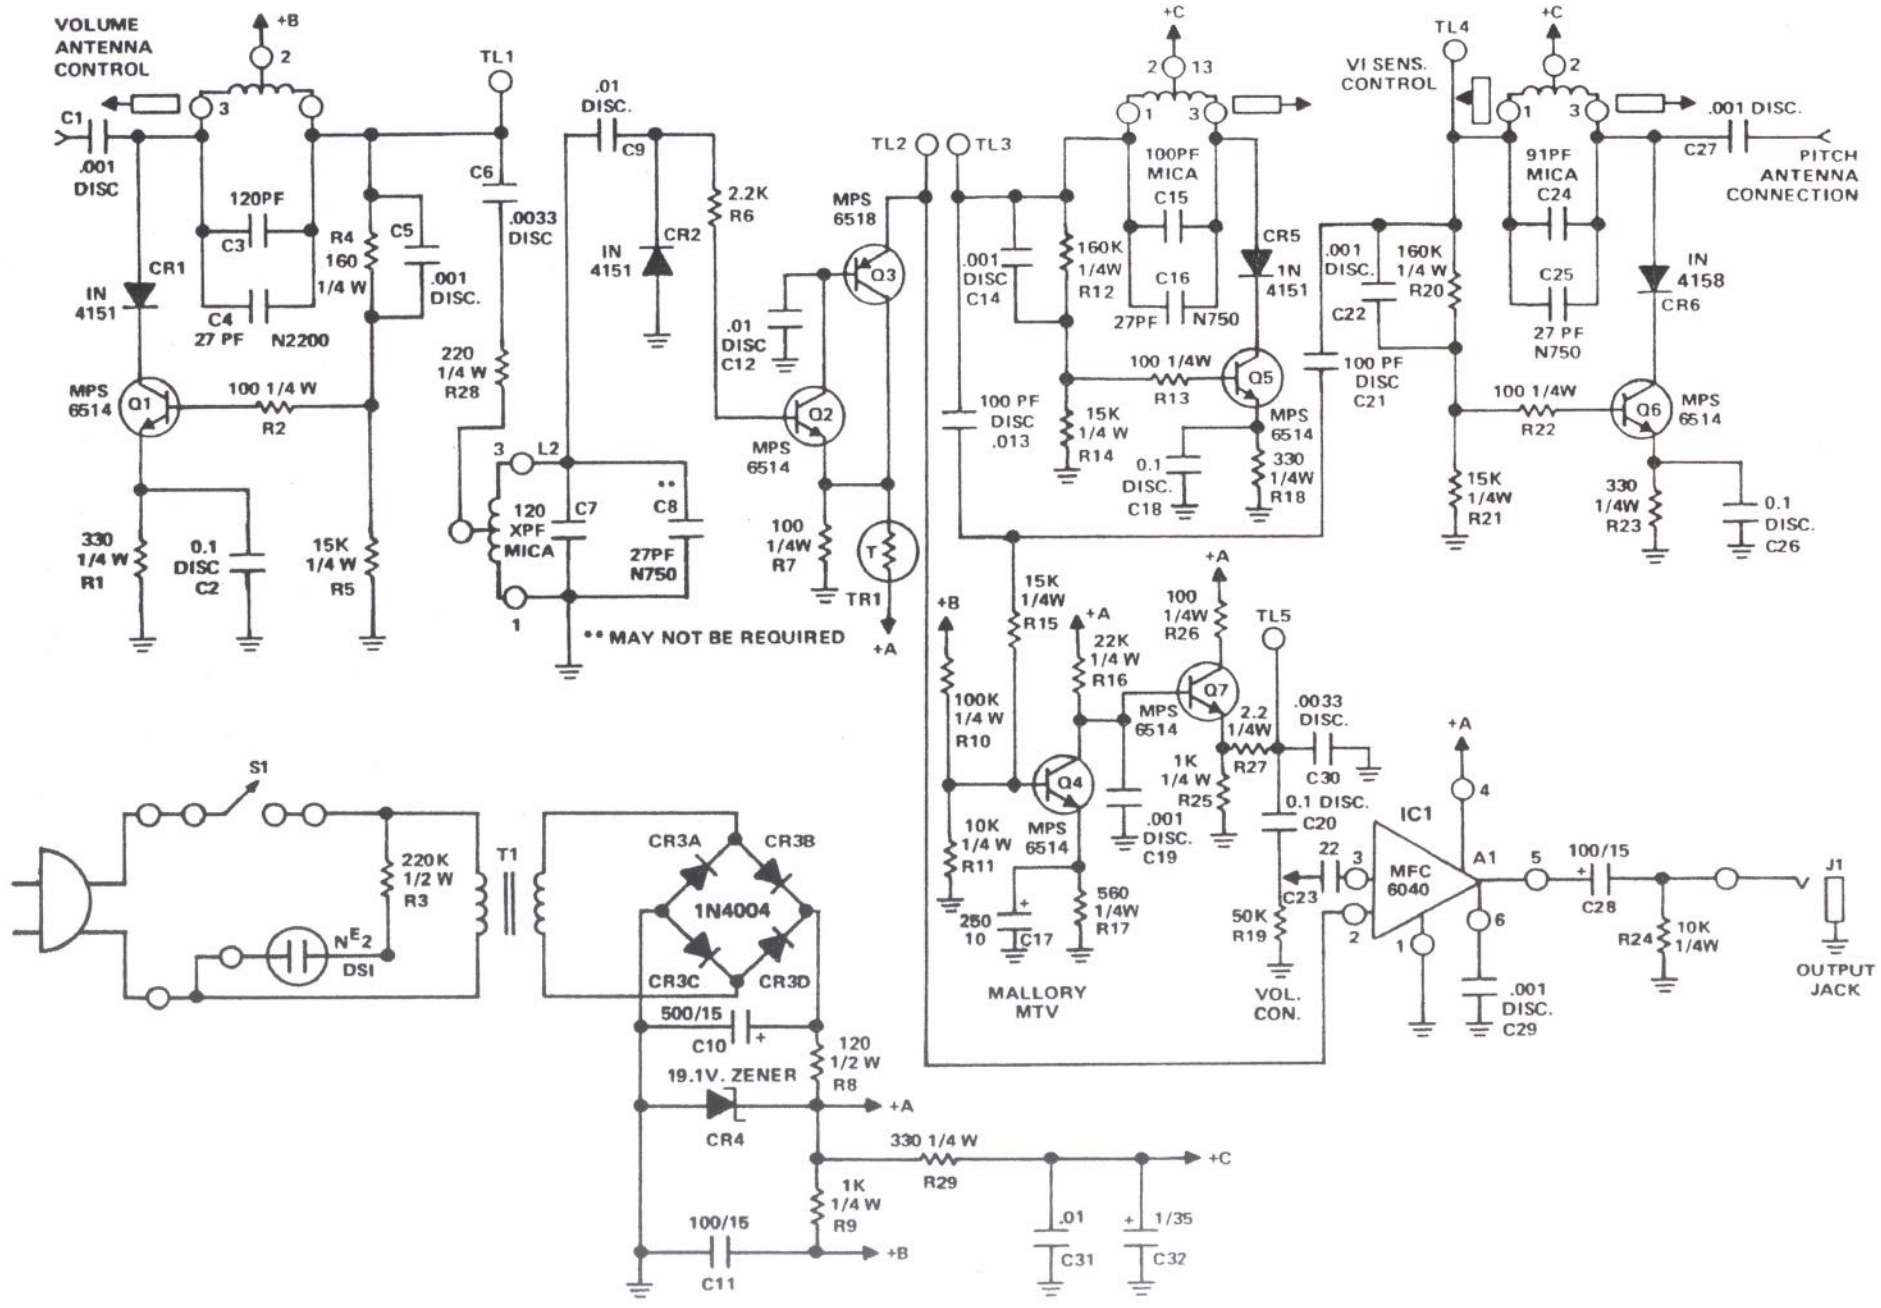 VOLUME
ANTENNA
CONTROL
+B
2
3
C1
.001
DISC
120PF
C3
C4
27 PF
N2200
CR1
IN
4151
R4
160
1/4 W
C5
.001
DISC.
MPS
6514
Q1
100 1/4 W
R2
330
1/4 W
R1
0.1
DISC
C2
15K
1/4 W
R5
TL1
C6
.0033
DISC
220
1/4 W
R28
3
L2
1
120
XPF
MICA
C7
**
C8
27PF
N750
** MAY NOT BE REQUIRED
.01
DISC.
C9
IN
4151
CR2
2.2K
R6
MPS
6518
Q3
.01
DISC
C12
Q2
MPS
6514
100
1/4W
R7
T
TR1
+A
TL2
TL3
+C
2
13
1
3
100PF
MICA
C15
C16
27PF
N750
.001
DISC
C14
160K
1/4W
R12
CR5
1N
4151
100 1/4W
R13
Q5
MPS
6514
15K
1/4 W
R14
0.1
DISC.
C18
330
1/4W
R18
100 PF
DISC
.013
100 PF
DISC
C21
TL4
VI SENS.
CONTROL
+C
2
1
3
.001 DISC.
C27
PITCH
ANTENNA
CONNECTION
91PF
MICA
C24
C25
27 PF
N750
.001
DISC.
C22
160K
1/4 W
R20
IN
4158
CR6
100 1/4W
R22
Q6
MPS
6514
15K
1/4W
R21
330
1/4W
R23
0.1
DISC.
C26
+B
100K
1/4 W
R10
10K
1/4 W
R11
15K
1/4W
R15
+A
22K
1/4 W
R16
Q4
MPS
6514
250
10
C17
560
1/4W
R17
.001
DISC.
C19
MALLORY
MTV
+A
100
1/4W
R26
Q7
MPS
6514
2.2
1/4W
R27
1K
1/4 W
R25
TL5
.0033
DISC.
C30
0.1 DISC.
C20
22
C23
50K
R19
VOL.
CON.
3
2
IC1
MFC
6040
A1
+A
4
1
5
6
.001
DISC.
C29
100/15
+
C28
R24
10K
1/4W
J1
OUTPUT
JACK
S1
220K
1/2 W
R3
NE2
DSI
T1
CR3A
CR3B
1N4004
CR3C
CR3D
500/15
C10
+
120
1/2 W
R8
19.1V. ZENER
CR4
+A
330 1/4 W
R29
+C
1K
1/4 W
R9
100/15
C11
+B
.01
C31
+
1/35
C32